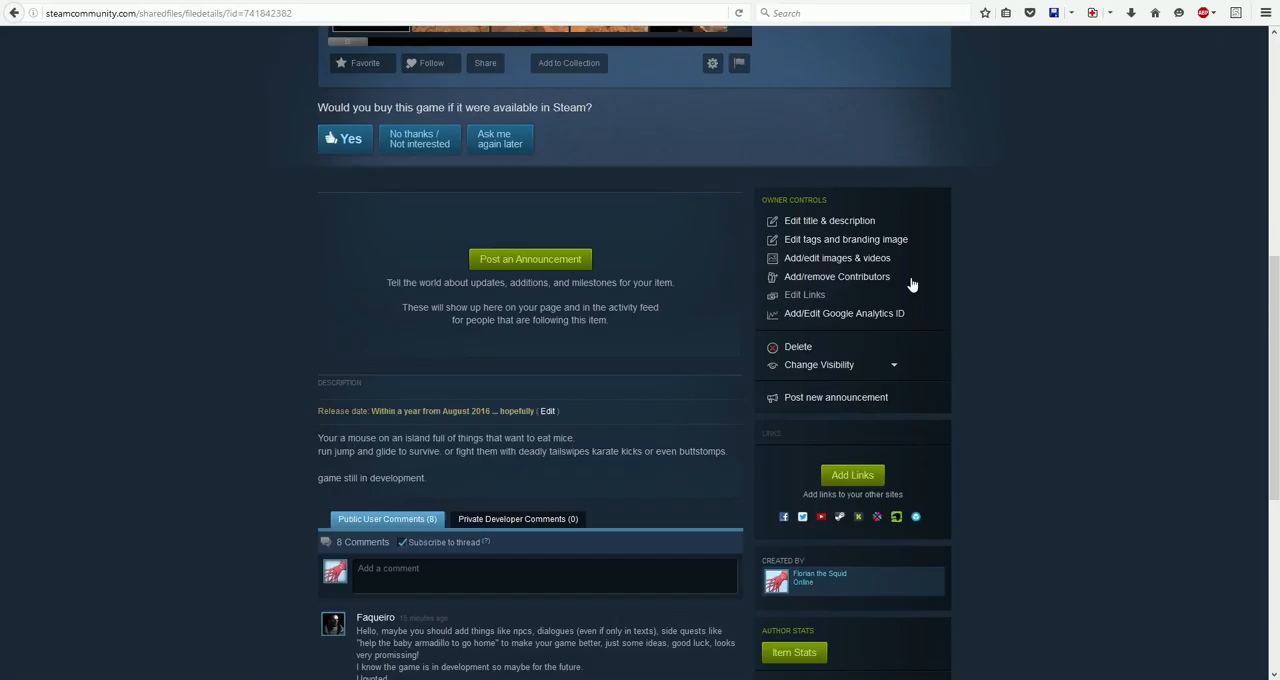 steamcommunity.com/sharedfiles/filedetails/?id=741842382
Search
ABP
Favorite
Follow
Share
Add to Collection
Would you buy this game if it were available in Steam?
Yes
No thanks /
Not interested
Ask me
again later
Post an Announcement
Tell the world about updates, additions, and milestones for your item.
These will show up here on your page and in the activity feed
for people that are following this item.
OWNER CONTROLS
Edit title & description
Edit tags and branding image
Add/edit images & videos
Add/remove Contributors
Edit Links
Add/Edit Google Analytics ID
Delete
Change Visibility
Post new announcement
DESCRIPTION
Release date: Within a year from August 2016 ... hopefully ( Edit )
Your a mouse on an island full of things that want to eat mice.
run jump and glide to survive. or fight them with deadly tailswipes karate kicks or even buttstomps.
game still in development.
LINKS
Add Links
Add links to your other sites
Public User Comments (8)
Private Developer Comments (0)
8 Comments
Subscribe to thread (?)
Add a comment
CREATED BY
Florian the Squid
Online
Faqueiro 15 minutes ago
Hello, maybe you should add things like npcs, dialogues (even if only in texts), side quests like
"help the baby armadillo to go home" to make your game better, just some ideas, good luck, looks
very promising!
I know the game is in development so maybe for the future.
Upvoted
AUTHOR STATS
Item Stats